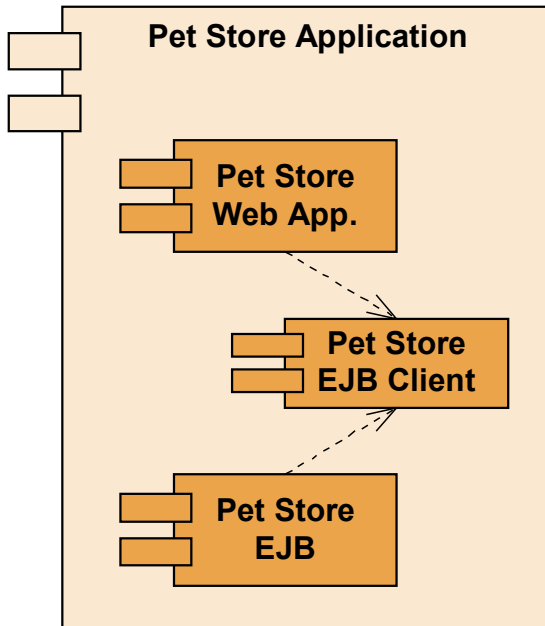 Pet Store Application
Pet Store
Web App.
Pet Store
EJB Client
Pet Store
EJB